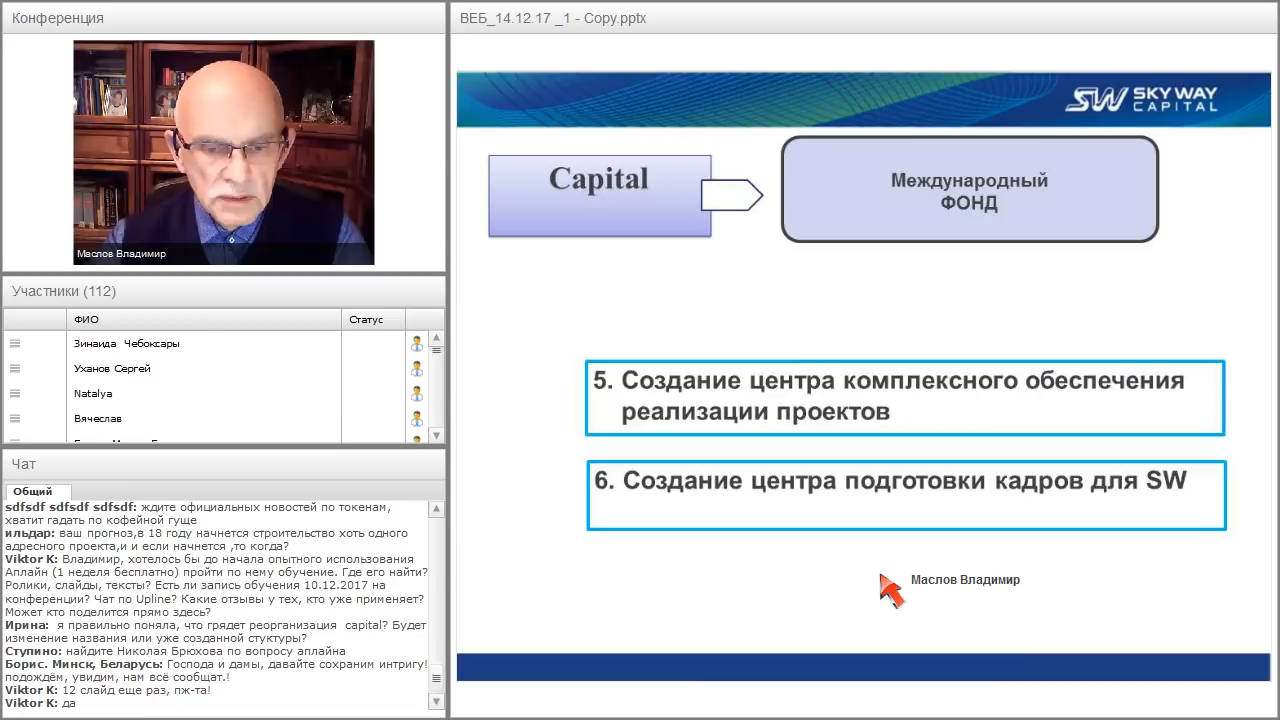 Конференция
Маслов Владимир
Участники (112)
ФИО
Статус
Зинаида Чебоксары
Уханов Сергей
Natalya
Вячеслав
Чат
Общий
sdfsdf sdfsdf sdfsdf: ждите официальных новостей по токенам,
хватит гадать по кофейной гуще
ильдар: ваш прогноз,в 18 году начнется строительство хоть одного
адресного проекта,и и если начнется ,то когда?
Viktor K: Владимир, хотелось бы до начала опытного использования
Аплайн (1 неделя бесплатно) пройти по нему обучение. Где его найти?
Ролики, слайды, тексты? Есть ли запись обучения 10.12.2017 на
конференции? Чат по Upline? Какие отзывы у тех, кто уже применяет?
Может кто поделится прямо здесь?
Ирина: я правильно поняла, что грядет реорганизация capital? Будет
изменение названия или уже созданной стуктуры?
Ступино: найдите Николая Брюхова по вопросу аплайна
Борис. Минск, Беларусь: Господа и дамы, давайте сохраним интригу!
подождём, увидим, нам всё сообщат.!
Viktor K: 12 слайд еще раз, пж-та!
Viktor K: да
ВЕБ_14.12.17 _1 - Copy.pptx
SW SKY WAY
CAPITAL
Capital
Международный
ФОНД
5. Создание центра комплексного обеспечения
реализации проектов
6. Создание центра подготовки кадров для SW
Маслов Владимир